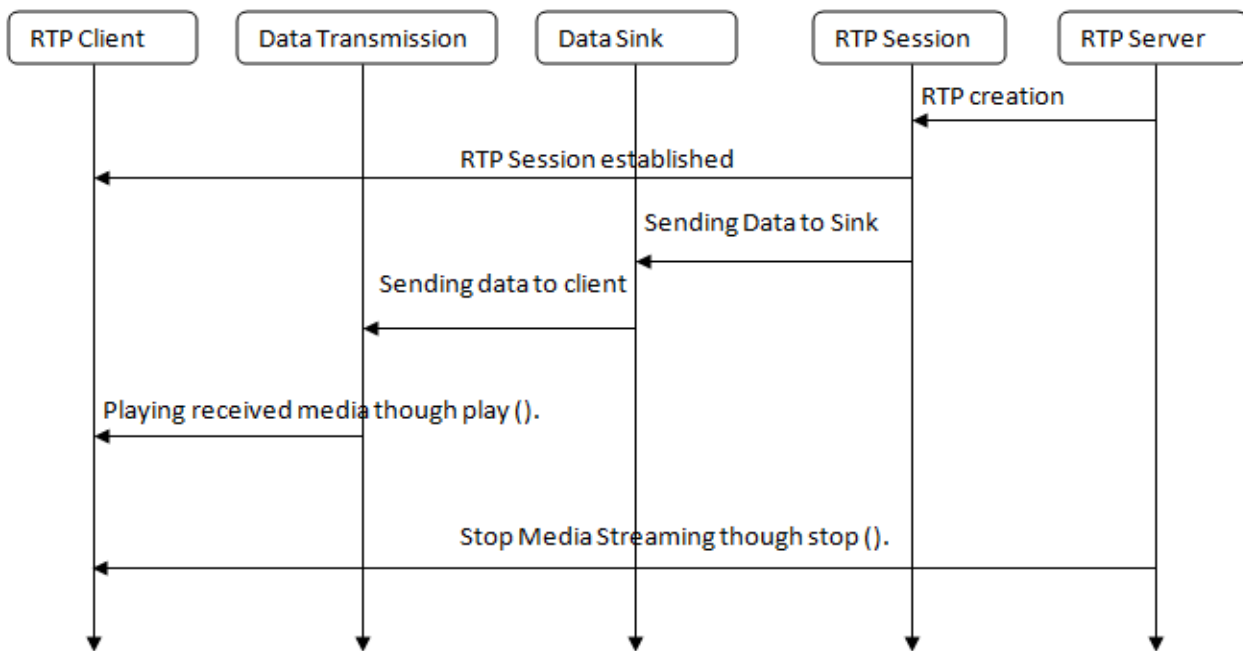 RTP Client
Data Transmission
Data Sink
RTP Session
RTP Server
RTP creation
RTP Session established
Sending Data to Sink
Sending data to client
Playing received media though play ().
Stop Media Streaming though stop ().